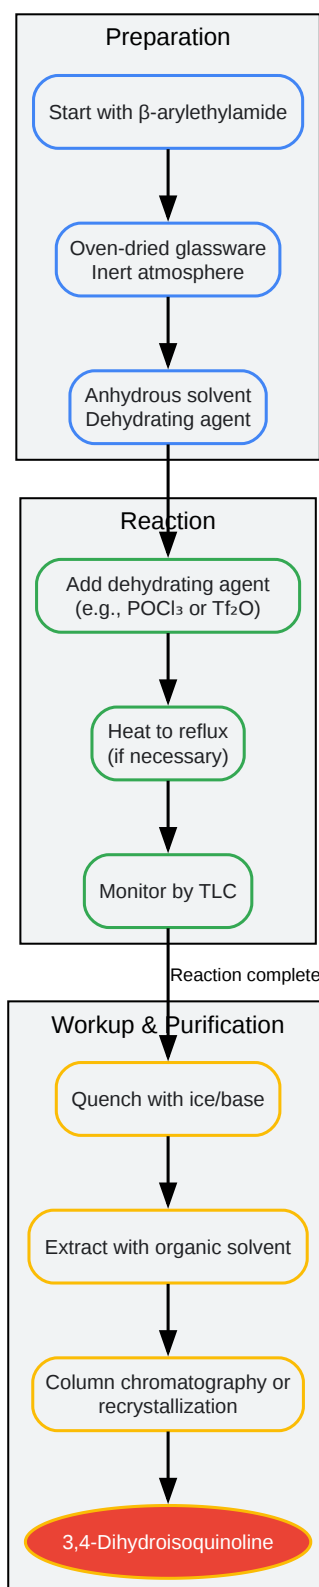 Preparation
Start with β-arylethylamide
Oven-dried glassware
Inert atmosphere
Anhydrous solvent
Dehydrating agent
Reaction
Add dehydrating agent
(e.g., POCl₃ or Tf₂O)
Heat to reflux
(if necessary)
Monitor by TLC
Reaction complete
Workup & Purification
Quench with ice/base
Extract with organic solvent
Column chromatography or
recrystallization
3,4-Dihydroisoquinoline